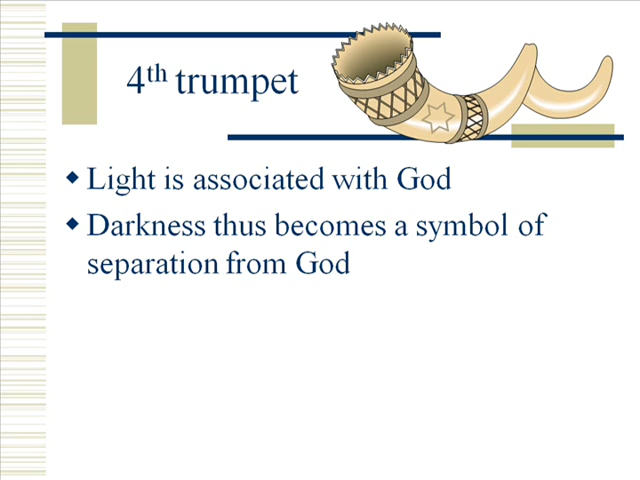 4th trumpet
Light is associated with God
Darkness thus becomes a symbol of
separation from God